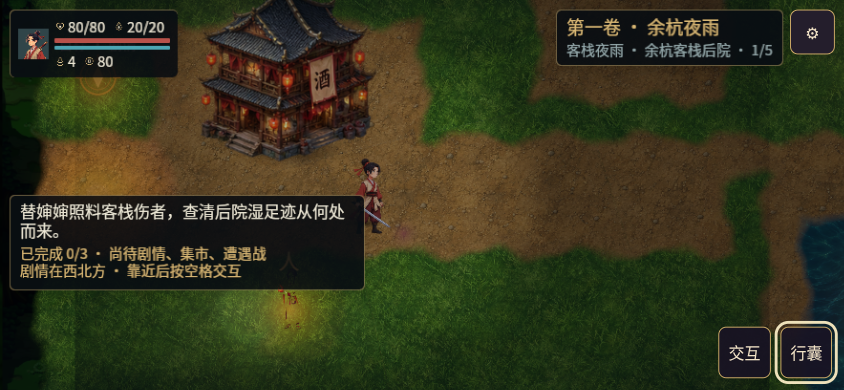 80/80 20/20
4 80
第一卷 · 余杭夜雨
客栈夜雨 · 余杭客栈后院 · 1/5
酒
替婶婶照料客栈伤者，查清后院湿足迹从何处
而来。
已完成 0/3 · 尚待剧情、集市、遭遇战
剧情在西北方 · 靠近后按空格交互
人
交互
行囊